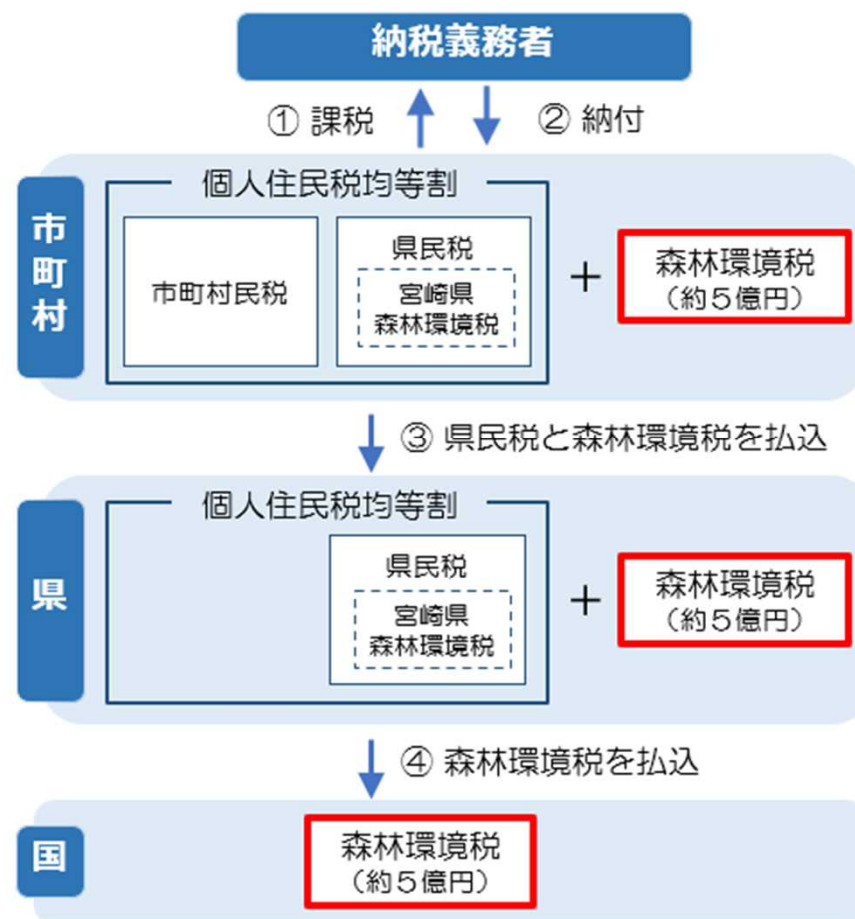 納税義務者
① 課税
② 納付
市町村
個人住民税均等割
市町村民税
県民税
宮崎県
森林環境税
＋
森林環境税
（約５億円）
③ 県民税と森林環境税を払込
県
個人住民税均等割
県民税
宮崎県
森林環境税
＋
森林環境税
（約５億円）
④ 森林環境税を払込
国
森林環境税
（約５億円）